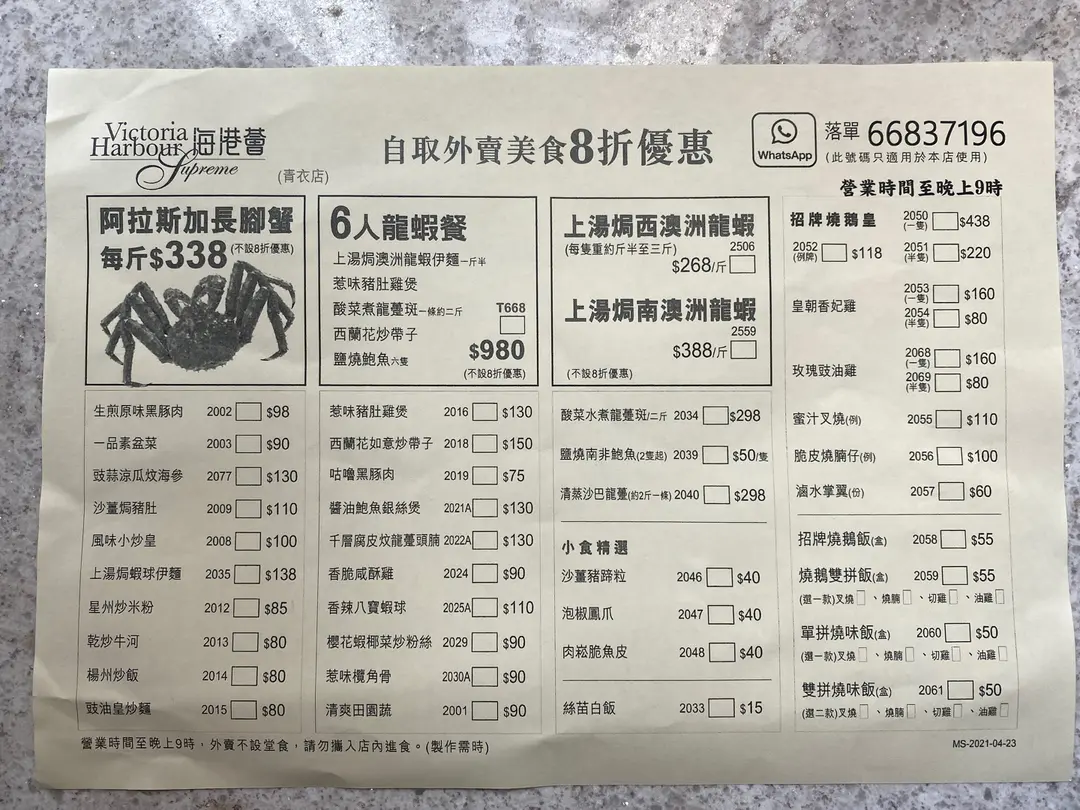 Victoria
Harbour 海港薈
Supreme
(青衣店)
自取外賣美食8折優惠
WhatsApp
落單 66837196
(此號碼只適用於本店使用)
營業時間至晚上9時
阿拉斯加長腳蟹
每斤$338 (不設8折優惠)
6人龍蝦餐
上湯焗澳洲龍蝦伊麵一斤半
惹味豬肚雞煲
酸菜煮龍躉斑一條約二斤 T668
西蘭花炒帶子
鹽燒鮑魚六隻 $980
(不設8折優惠)
上湯焗西澳洲龍蝦
(每隻重約斤半至三斤) 2506
$268/斤
上湯焗南澳洲龍蝦
2559
$388/斤
(不設8折優惠)
招牌燒鵝皇 2050 (一隻) $438
2052 (例牌) $118 2051 (半隻) $220
皇朝香妃雞 2053 (一隻) $160
2054 (半隻) $80
玫瑰豉油雞 2068 (一隻) $160
2069 (半隻) $80
蜜汁叉燒(例) 2055 $110
脆皮燒腩仔(例) 2056 $100
滷水掌翼(份) 2057 $60
招牌燒鵝飯(盒) 2058 $55
燒鵝雙拼飯(盒) 2059 $55
(選一款)叉燒 、燒腩 、切雞 、油雞
單拼燒味飯(盒) 2060 $50
(選一款)叉燒 、燒腩 、切雞 、油雞
雙拼燒味飯(盒) 2061 $50
(選二款)叉燒 、燒腩 、切雞 、油雞
生煎原味黑豚肉 2002 $98
一品素盆菜 2003 $90
豉蒜涼瓜炆海參 2077 $130
沙薑焗豬肚 2009 $110
風味小炒皇 2008 $100
上湯焗蝦球伊麵 2035 $138
星州炒米粉 2012 $85
乾炒牛河 2013 $80
楊州炒飯 2014 $80
豉油皇炒麵 2015 $80
惹味豬肚雞煲 2016 $130
西蘭花如意炒帶子 2018 $150
咕嚕黑豚肉 2019 $75
醬油鮑魚銀絲煲 2021A $130
千層腐皮炆龍躉頭腩 2022A $130
香脆咸酥雞 2024 $90
香辣八寶蝦球 2025A $110
櫻花蝦椰菜炒粉絲 2029 $90
惹味欖角骨 2030A $90
清爽田園蔬 2001 $90
酸菜水煮龍躉斑/二斤 2034 $298
鹽燒南非鮑魚(2隻起) 2039 $50/隻
清蒸沙巴龍躉(約2斤一條) 2040 $298
小食精選
沙薑豬蹄粒 2046 $40
泡椒鳳爪 2047 $40
肉崧脆魚皮 2048 $40
絲苗白飯 2033 $15
營業時間至晚上9時，外賣不設堂食，請勿攜入店內進食。(製作需時)
MS-2021-04-23